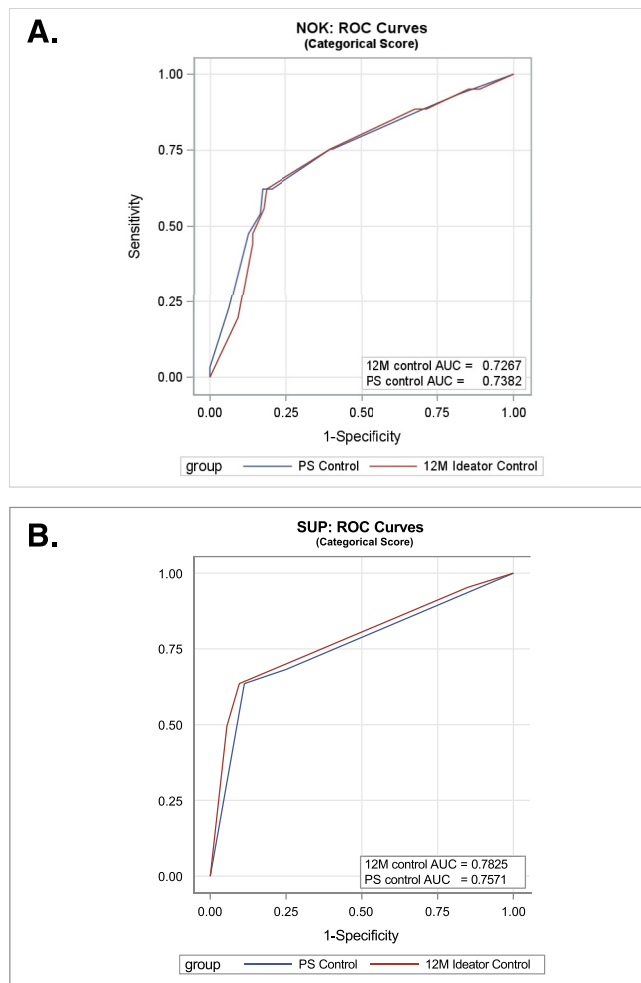 A.
NOK: ROC Curves
(Categorical Score)
1.00
0.75
0.50
0.25
0.00
Sensitivity
12M control AUC = 0.7267
PS control AUC = 0.7382
0.00 0.25 0.50 0.75 1.00
1-Specificity
group PS Control 12M Ideator Control
B.
SUP: ROC Curves
(Categorical Score)
1.00
0.75
0.50
0.25
0.00
12M control AUC = 0.7825
PS control AUC = 0.7571
0.00 0.25 0.50 0.75 1.00
1-Specificity
group PS Control 12M Ideator Control